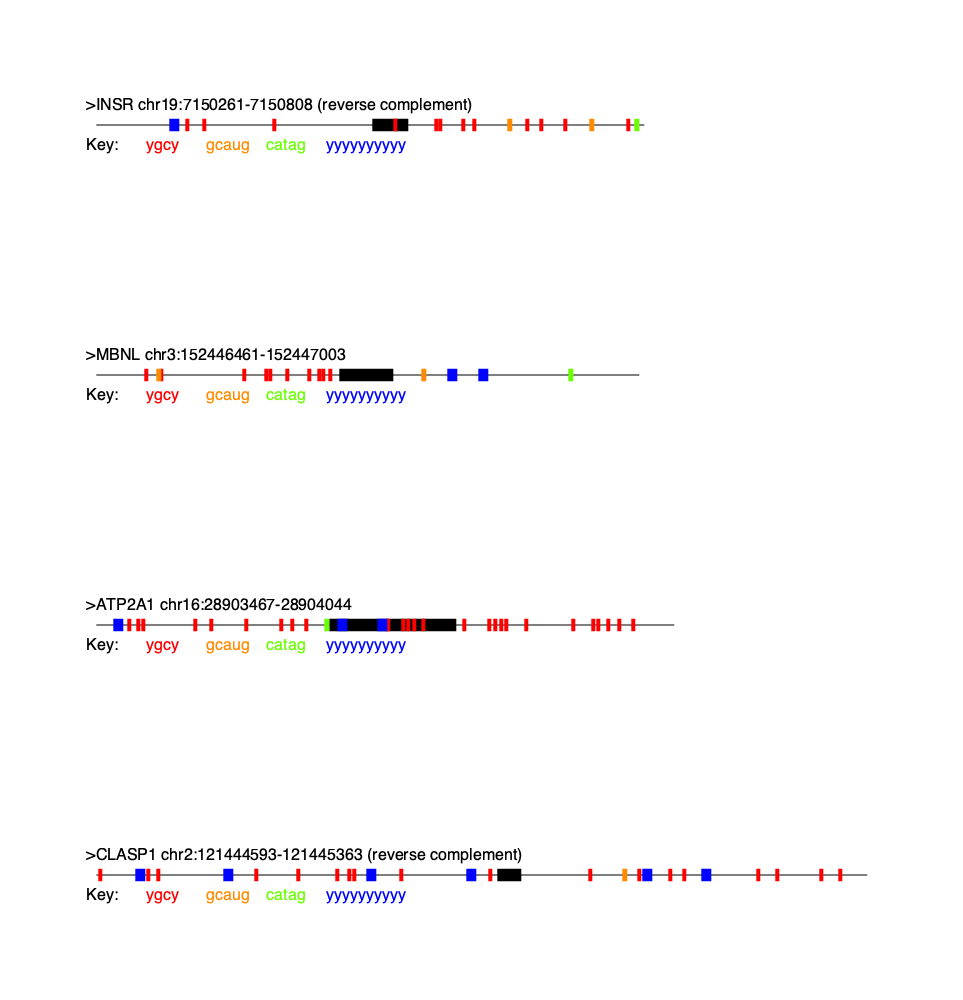 >INSR chr19:7150261-7150808 (reverse complement)
Key: ygcy gcaug catag yyyyyyyyyy
>MBNL chr3:152446461-152447003
Key: ygcy gcaug catag yyyyyyyyyy
>ATP2A1 chr16:28903467-28904044
Key: ygcy gcaug catag yyyyyyyyyy
>CLASP1 chr2:121444593-121445363 (reverse complement)
Key: ygcy gcaug catag yyyyyyyyyy